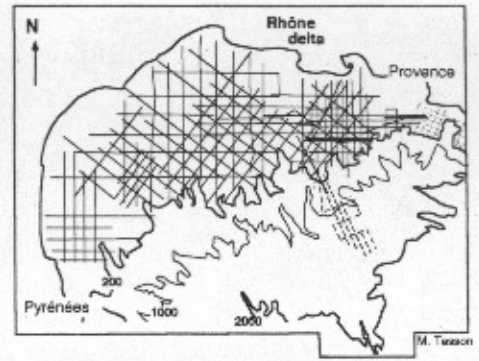 N
Rhône
delta
Provence
200
1000
2000
Pyrénées
M. Tesson